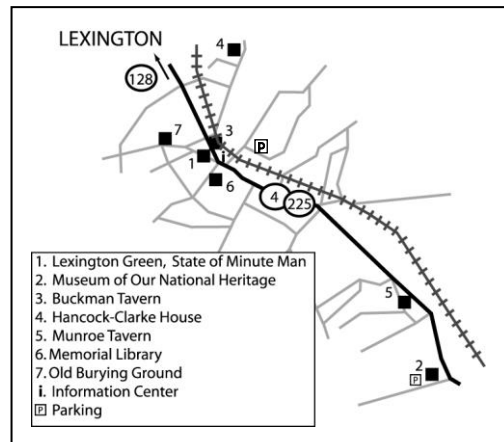 LEXINGTON
4
128
3
7
P
1
i
6
4
225
5
2
P
1. Lexington Green, State of Minute Man
2. Museum of Our National Heritage
3. Buckman Tavern
4. Hancock-Clarke House
5. Munroe Tavern
6. Memorial Library
7. Old Burying Ground
i. Information Center
P Parking